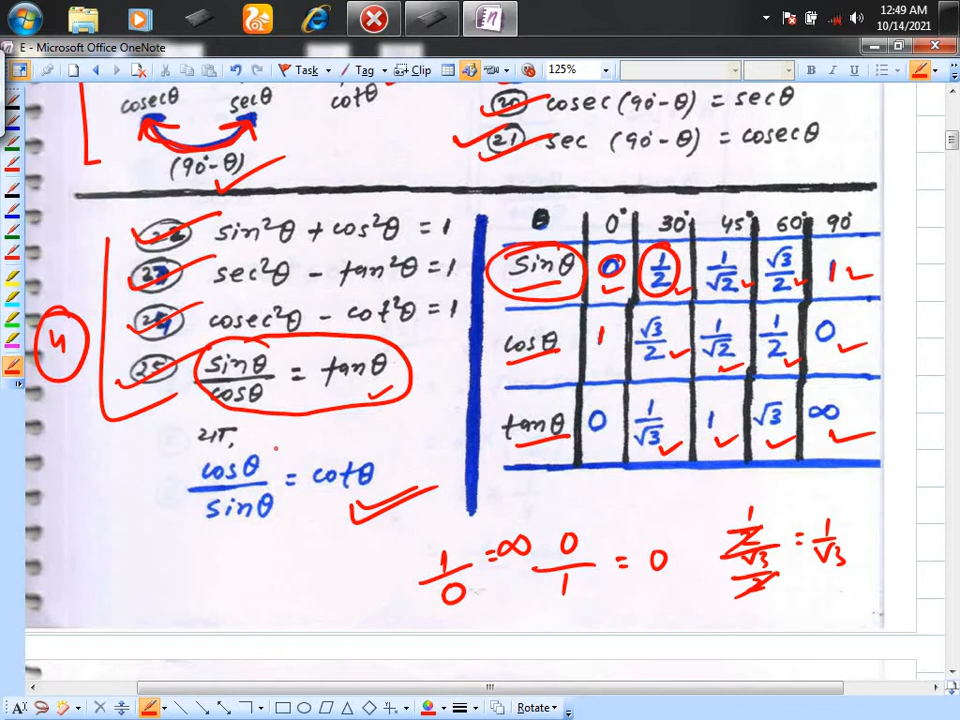 12:49 AM
10/14/2021
E - Microsoft Office OneNote
Task Tag Clip 125% B
cosecθ secθ cotθ
(90°-θ)
20 cosec (90°-θ) = secθ
21 sec (90°-θ) = cosecθ
sin²θ + cos²θ = 1
sec²θ - tan²θ = 1
cosec²θ - cot²θ = 1
25 sinθ/cosθ = tanθ
4
या,
cosθ/sinθ = cotθ
θ 0° 30° 45° 60° 90°
sinθ 0 1/2 1/√2 √3/2 1
cosθ 1 √3/2 1/√2 1/2 0
tanθ 0 1/√3 1 √3 ∞
1/0 = ∞ 0/1 = 0 1/2/√3/2 = 1/√3
A Rotate